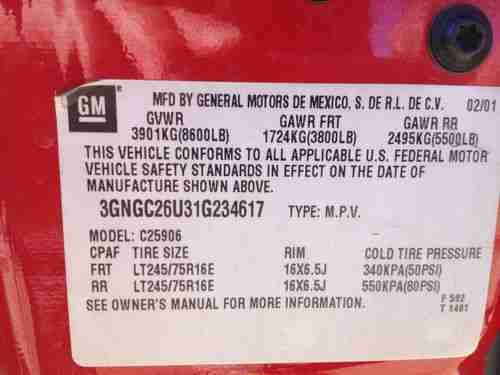 GM
MFD BY GENERAL MOTORS DE MEXICO, S. DE R.L. DE C.V. 02/01
GVWR GAWR FRT GAWR RR
3901KG(8600LB) 1724KG(3800LB) 2495KG(5500LB)
THIS VEHICLE CONFORMS TO ALL APPLICABLE U.S. FEDERAL MOTOR
VEHICLE SAFETY STANDARDS IN EFFECT ON THE DATE OF
MANUFACTURE SHOWN ABOVE.
3GNGC26U31G234617 TYPE: M.P.V.
MODEL: C25906
CPAF TIRE SIZE RIM COLD TIRE PRESSURE
FRT LT245/75R16E 16X6.5J 340KPA(50PSI)
RR LT245/75R16E 16X6.5J 550KPA(80PSI)
SEE OWNER'S MANUAL FOR MORE INFORMATION.
F 502
T 1461